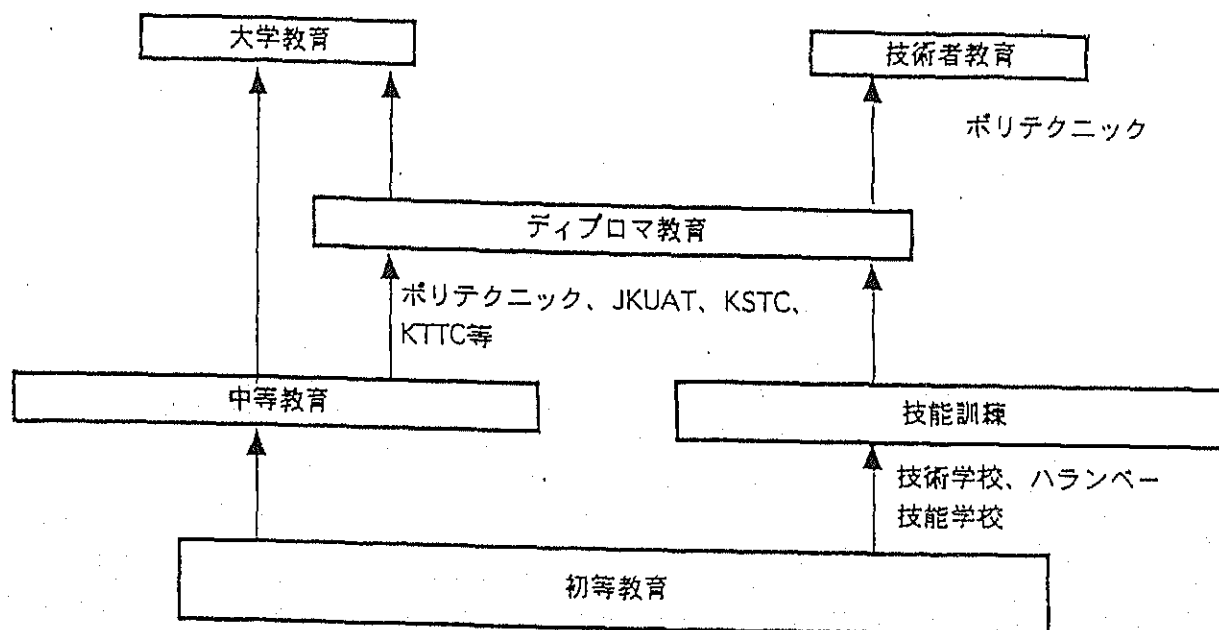 大学教育
技術者教育
ポリテクニック
ディプロマ教育
ポリテクニック、JKUAT、KSTC、
KTTC等
中等教育
技能訓練
技術学校、ハランベー
技能学校
初等教育